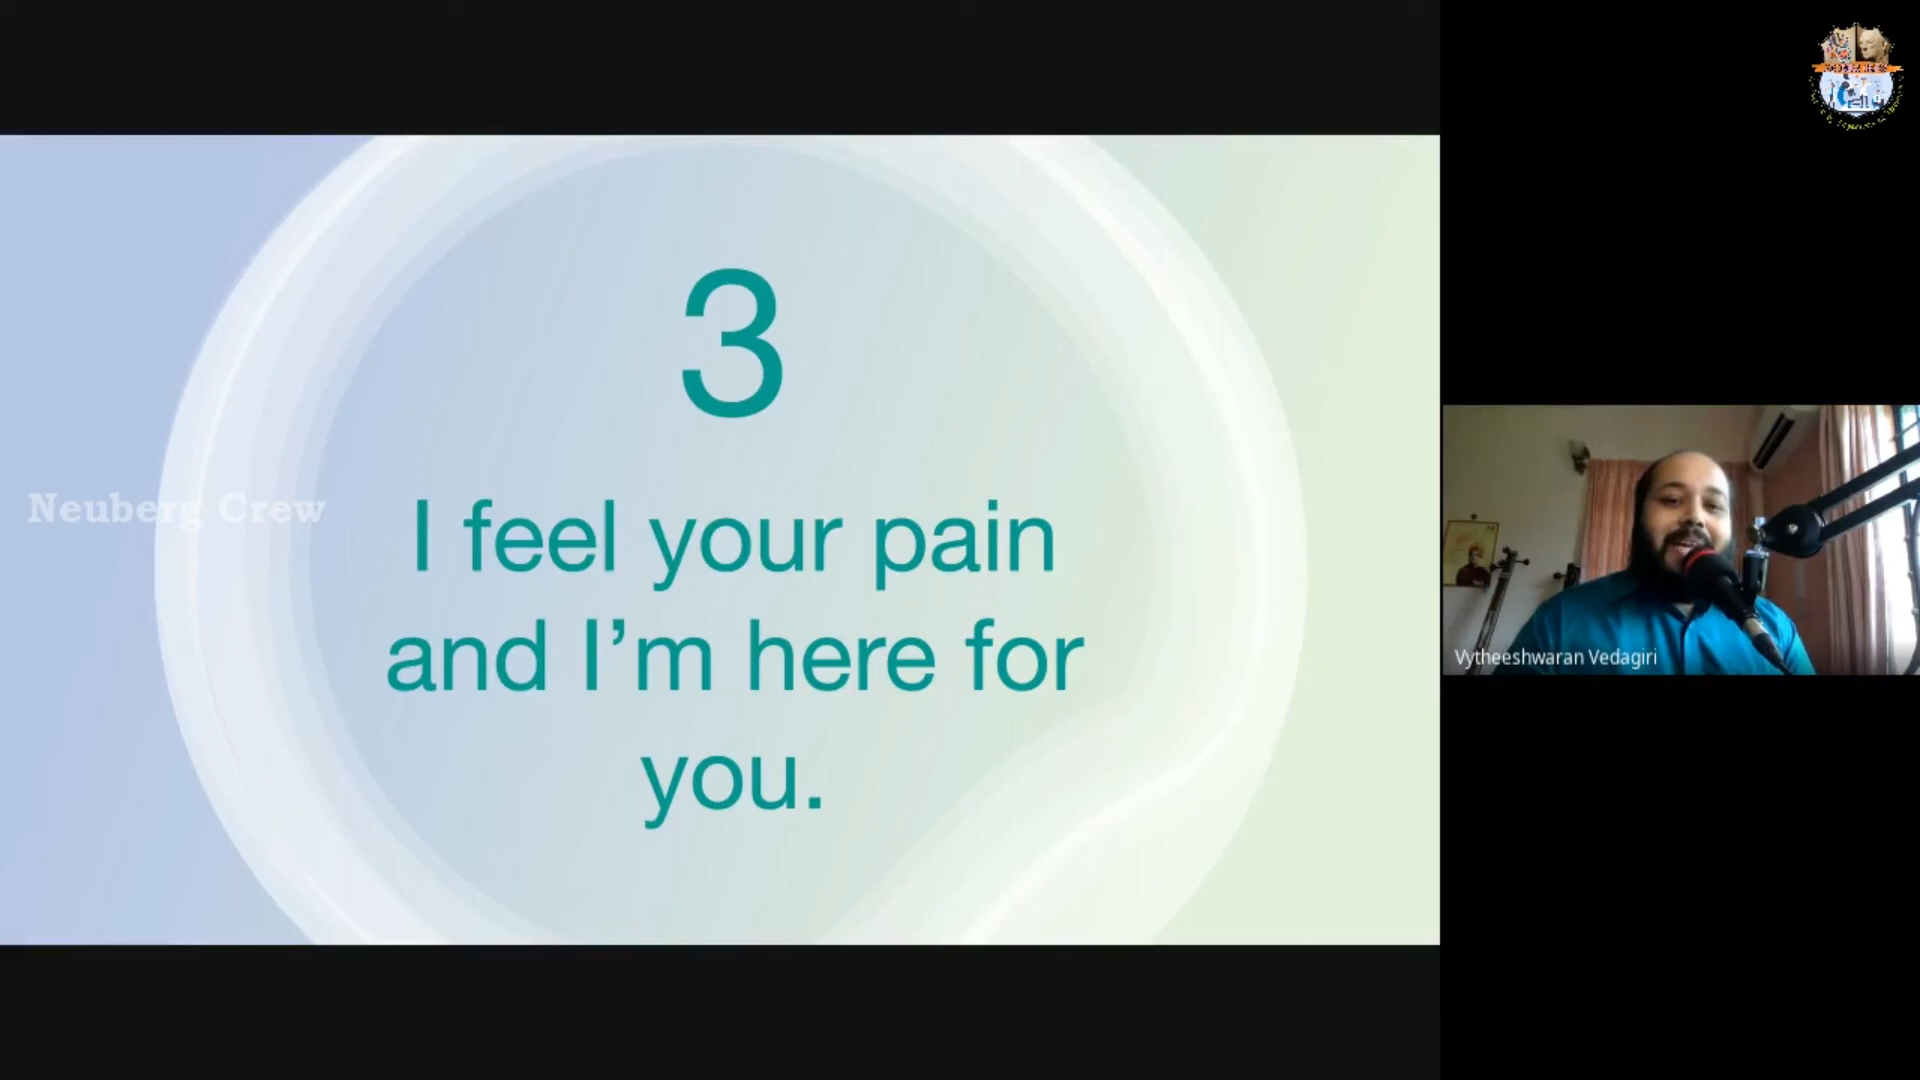 3
I feel your pain
and I’m here for
you.
Neuberg Crew
Vytheeshwaran Vedagiri